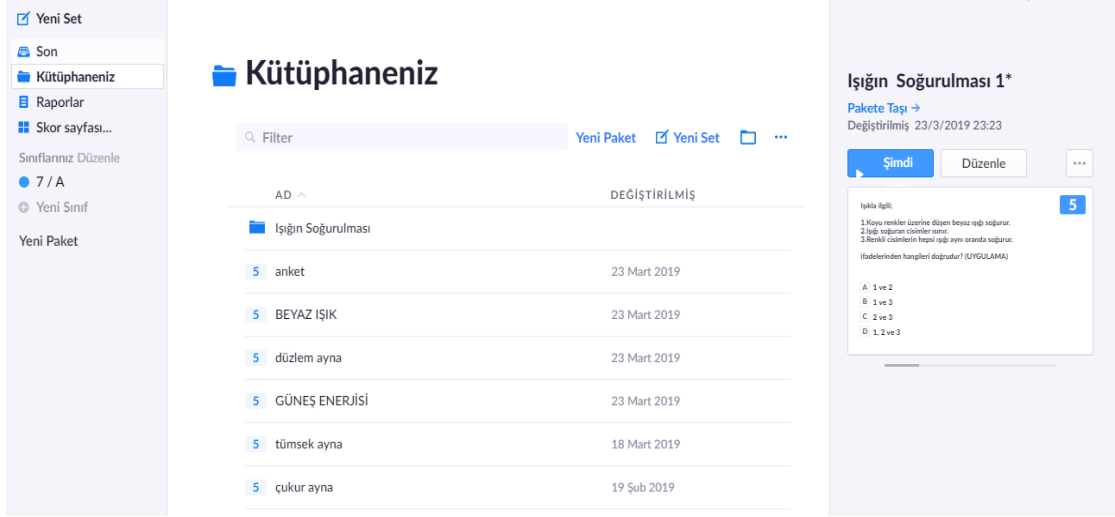 Yeni Set
Son
Kütüphaneniz
Raporlar
Skor sayfası...
Sınıflarınız Düzenle
7 / A
Yeni Sınıf
Yeni Paket
Kütüphaneniz
Filter
Yeni Paket Yeni Set ...
AD DEĞİŞTİRİLMİŞ
Işığın Soğurulması
5 anket 23 Mart 2019
5 BEYAZ IŞIK 23 Mart 2019
5 düzlem ayna 23 Mart 2019
5 GÜNEŞ ENERJİSİ 23 Mart 2019
5 tümsek ayna 18 Mart 2019
5 çukur ayna 19 Şub 2019
Işığın Soğurulması 1*
Pakete Taşı →
Değiştirilmiş 23/3/2019 23:23
Şimdi Düzenle ...
5
Işıkla ilgili;
1.Koyu renkler üzerine düşen beyaz ışığı soğurur.
2.Işığı soğuran cisimler ısınır.
3.Renkli cisimlerin hepsi ışığı aynı oranda soğurur.
ifadelerinden hangileri doğrudur? (UYGULAMA)
A 1 ve 2
B 1 ve 3
C 2 ve 3
D 1, 2 ve 3